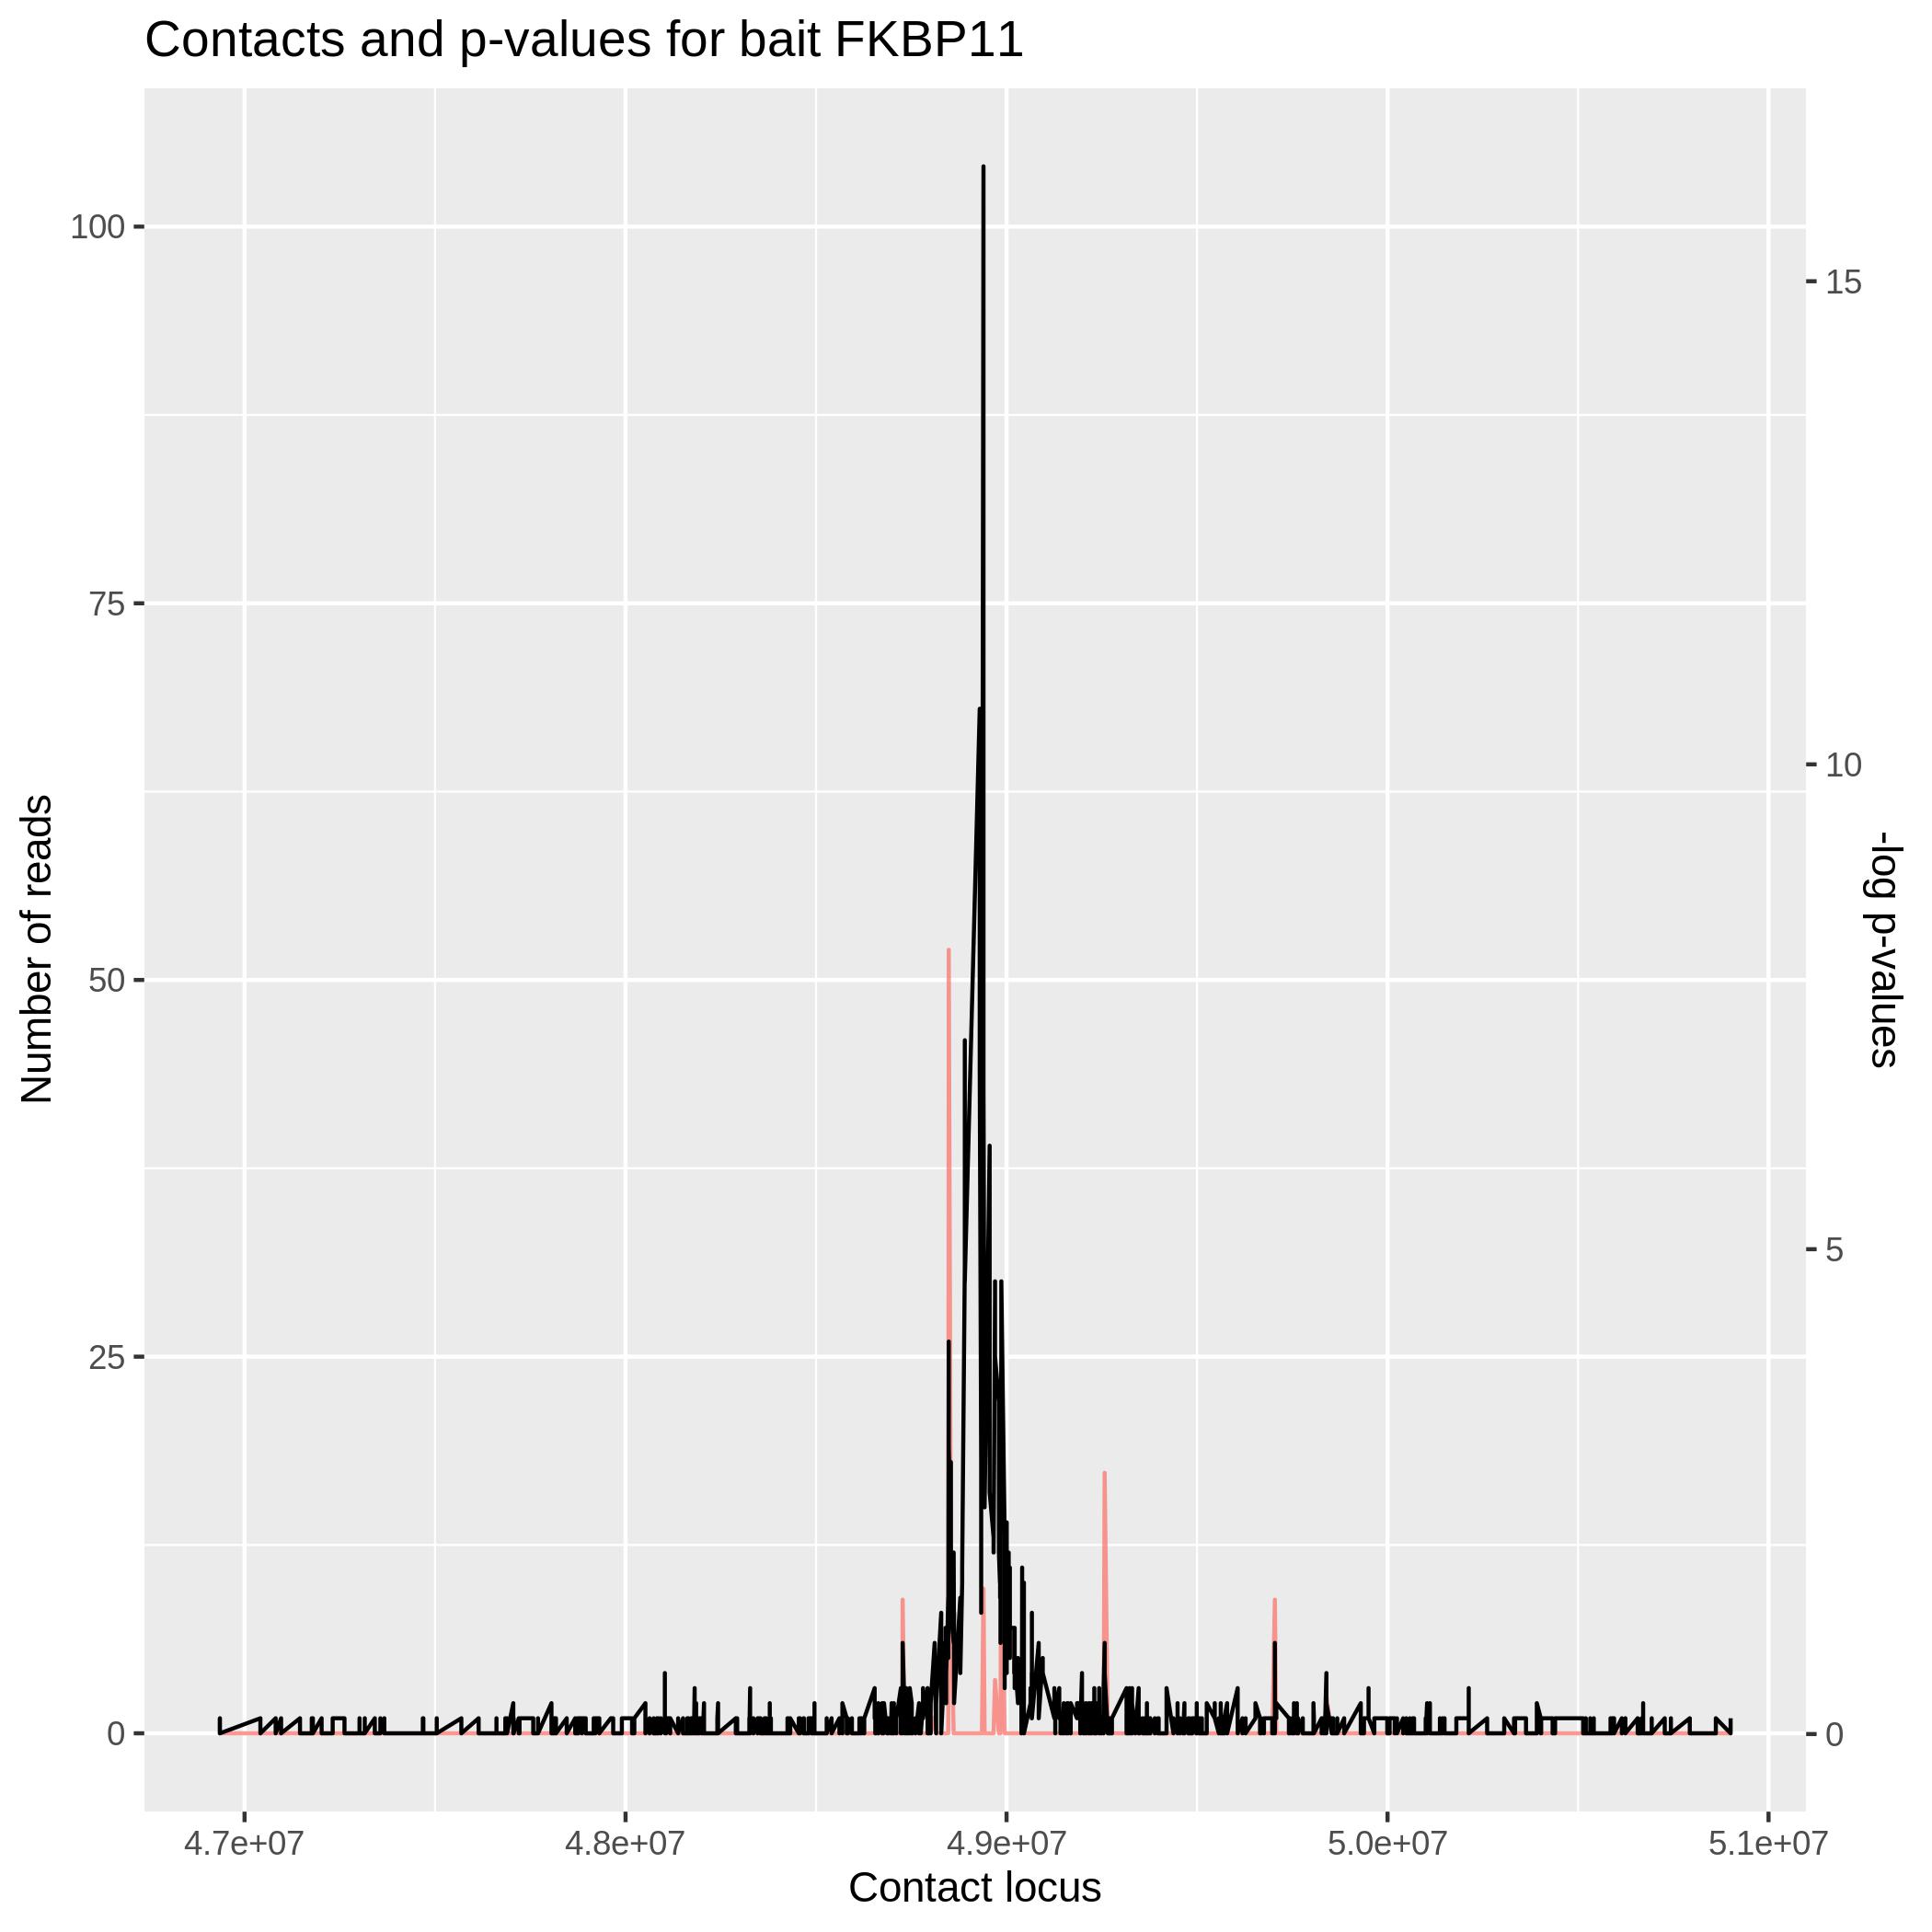 Contacts and p-values for bait FKBP11
100
75
50
25
0
Number of reads
15
10
5
0
-log p-values
4.7e+07
4.8e+07
4.9e+07
5.0e+07
5.1e+07
Contact locus